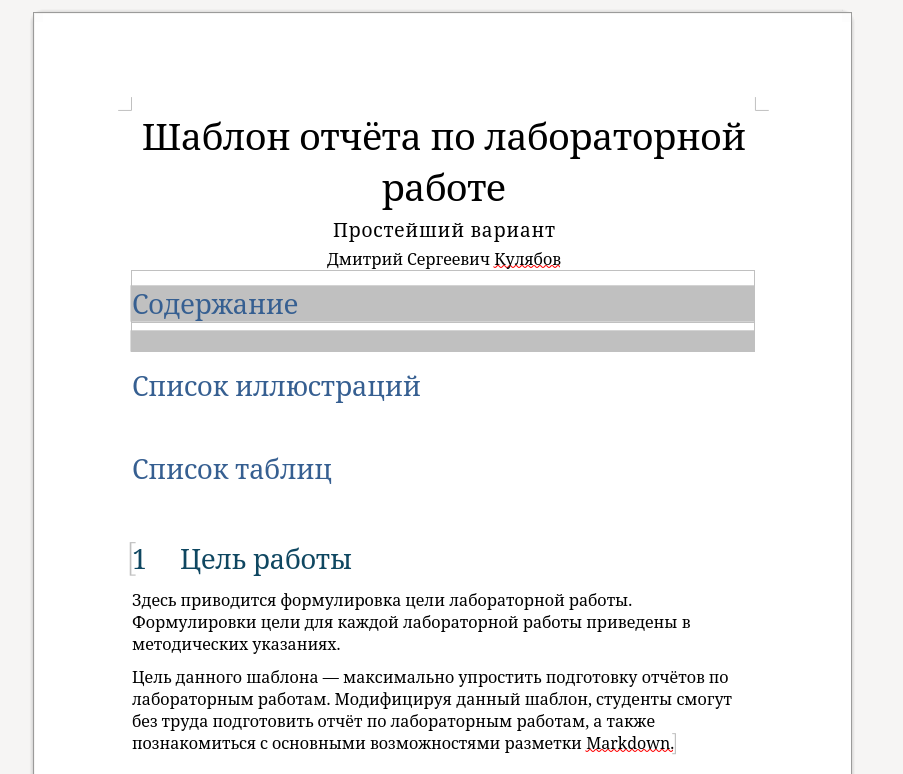 Шаблон отчёта по лабораторной
работе
Простейший вариант
Дмитрий Сергеевич Кулябов
Содержание
Список иллюстраций
Список таблиц
1 Цель работы
Здесь приводится формулировка цели лабораторной работы.
Формулировки цели для каждой лабораторной работы приведены в
методических указаниях.
Цель данного шаблона — максимально упростить подготовку отчётов по
лабораторным работам. Модифицируя данный шаблон, студенты смогут
без труда подготовить отчёт по лабораторным работам, а также
познакомиться с основными возможностями разметки Markdown.